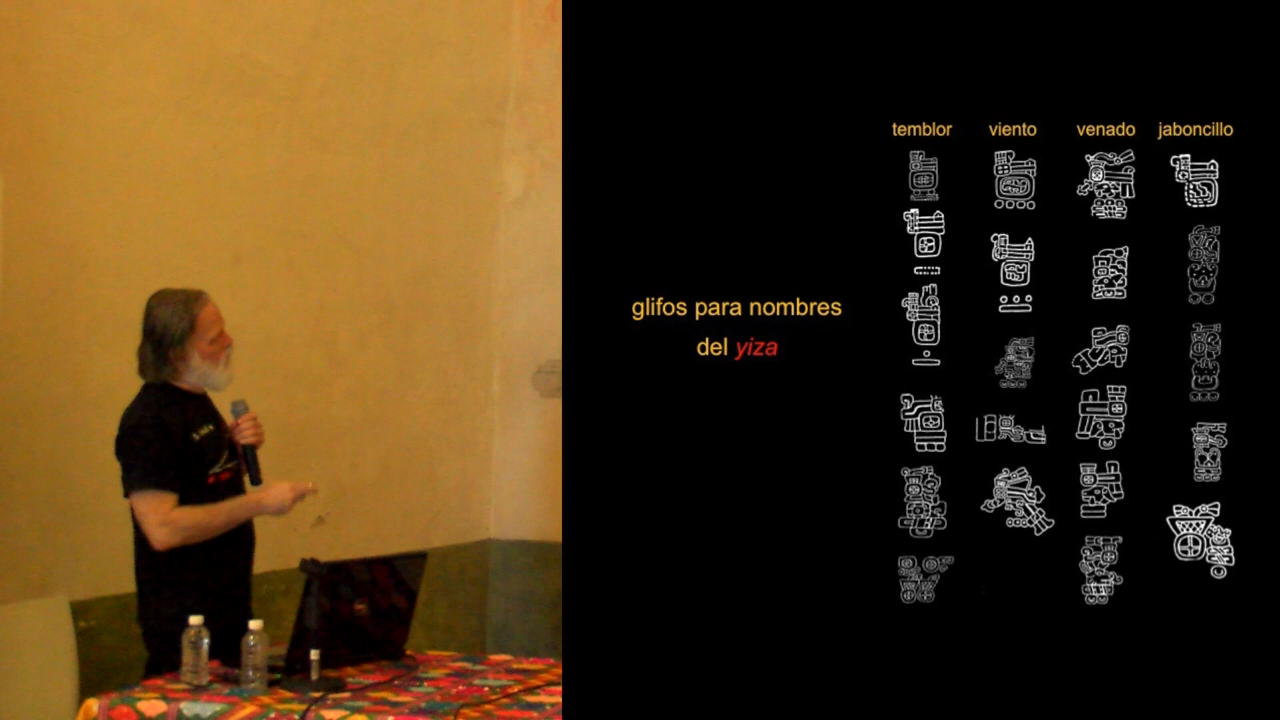 temblor viento venado jaboncillo
glifos para nombres
del yiza